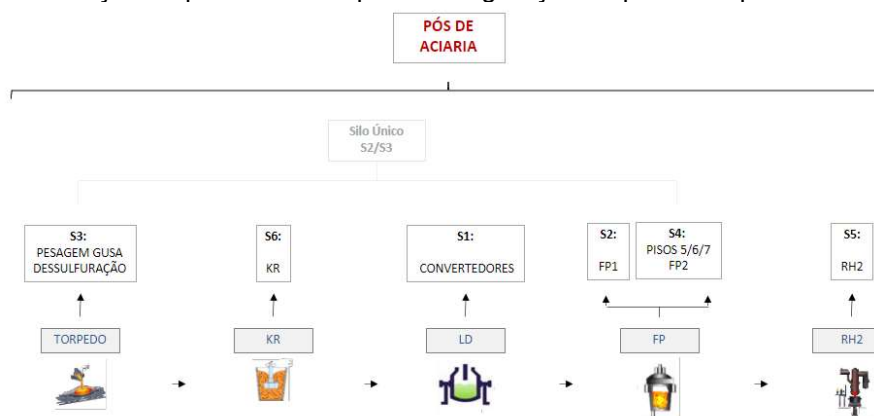 PÓS DE
ACIARIA
Silo Único
S2/S3
S3:
PESAGEM GUSA
DESSULFURAÇÃO
S6:
KR
S1:
CONVERTEDORES
S2:
FP1
S4:
PISOS 5/6/7
FP2
S5:
RH2
TORPEDO
KR
LD
FP
RH2